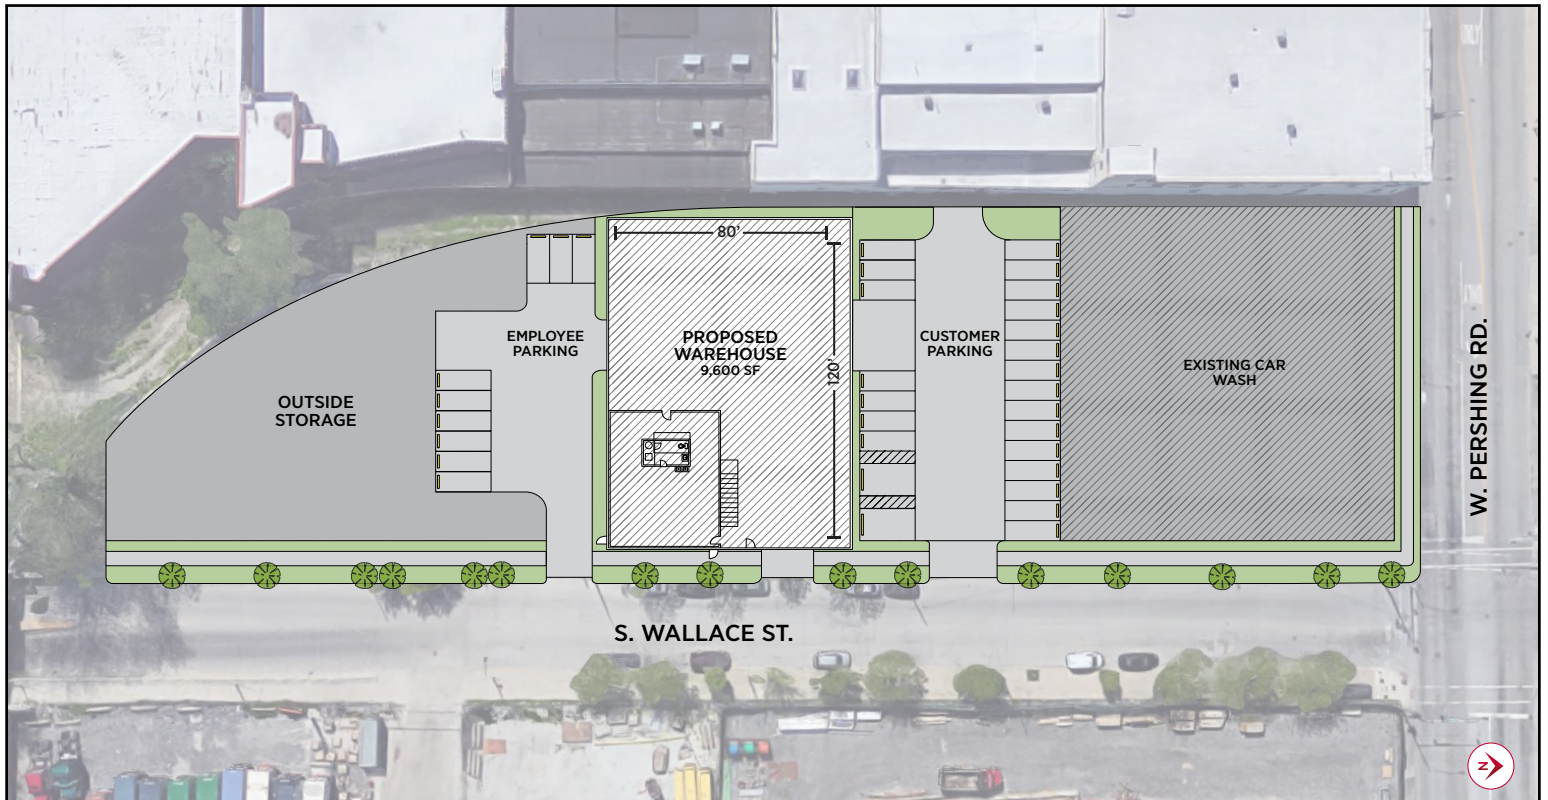 80'
EMPLOYEE
PARKING
PROPOSED
WAREHOUSE
9,600 SF
120'
CUSTOMER
PARKING
EXISTING CAR
WASH
OUTSIDE
STORAGE
W. PERSHING RD.
S. WALLACE ST.
N
ONLY